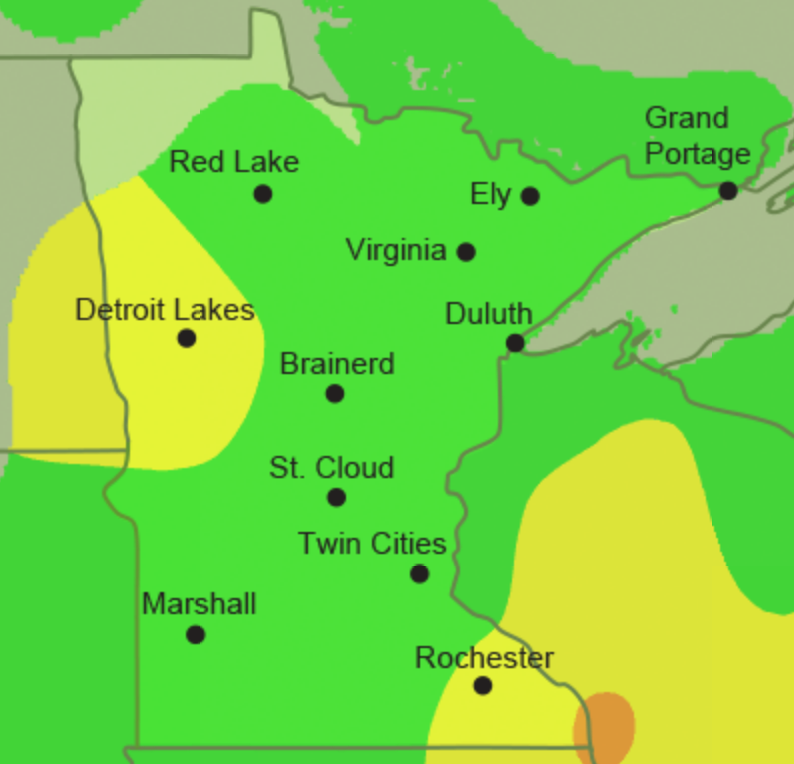 Grand
Portage
Red Lake
Ely
Virginia
Detroit Lakes
Duluth
Brainerd
St. Cloud
Twin Cities
Marshall
Rochester